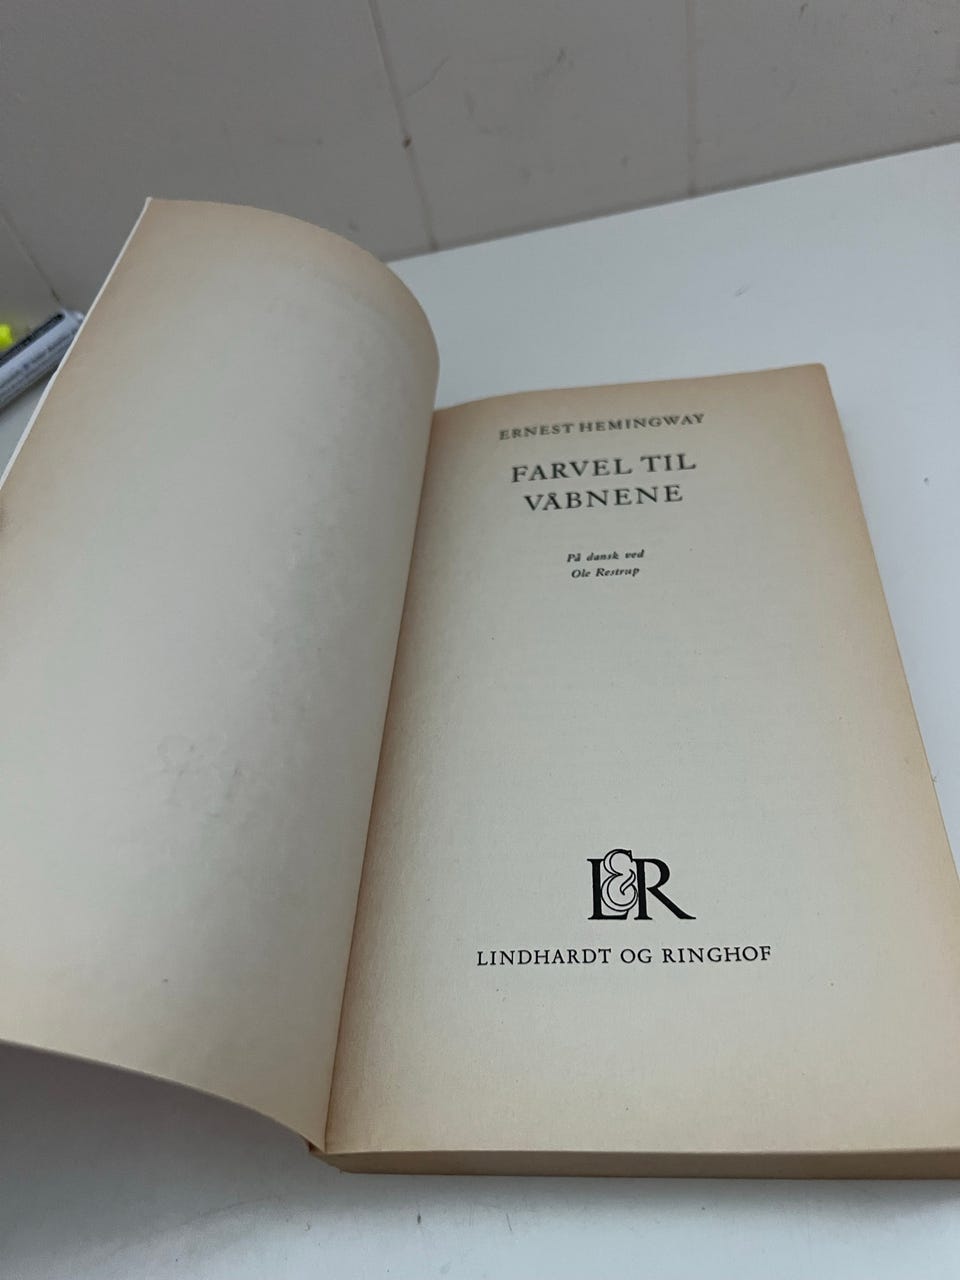 ERNEST HEMINGWAY
FARVEL TIL
VÅBNENE
På dansk ved
Ole Restrup
L&R
LINDHARDT OG RINGHOF